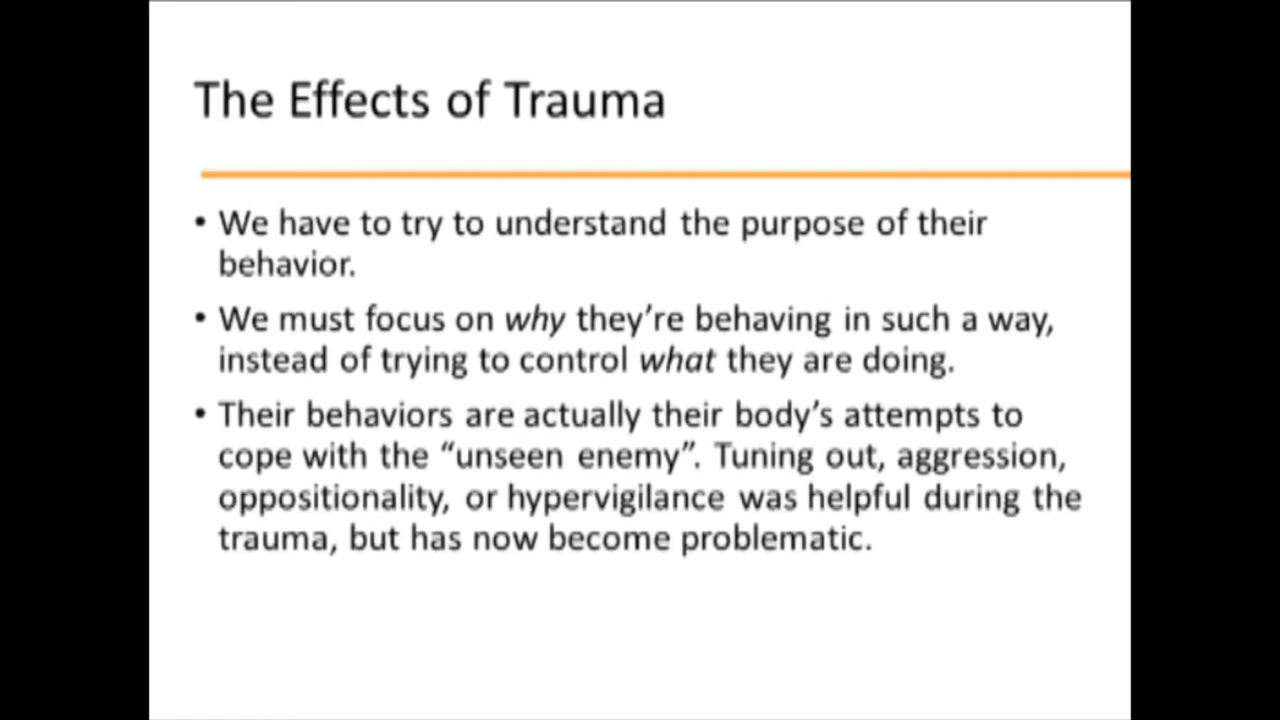 The Effects of Trauma
• We have to try to understand the purpose of their
behavior.
• We must focus on why they’re behaving in such a way,
instead of trying to control what they are doing.
• Their behaviors are actually their body’s attempts to
cope with the “unseen enemy”. Tuning out, aggression,
oppositionality, or hypervigilance was helpful during the
trauma, but has now become problematic.